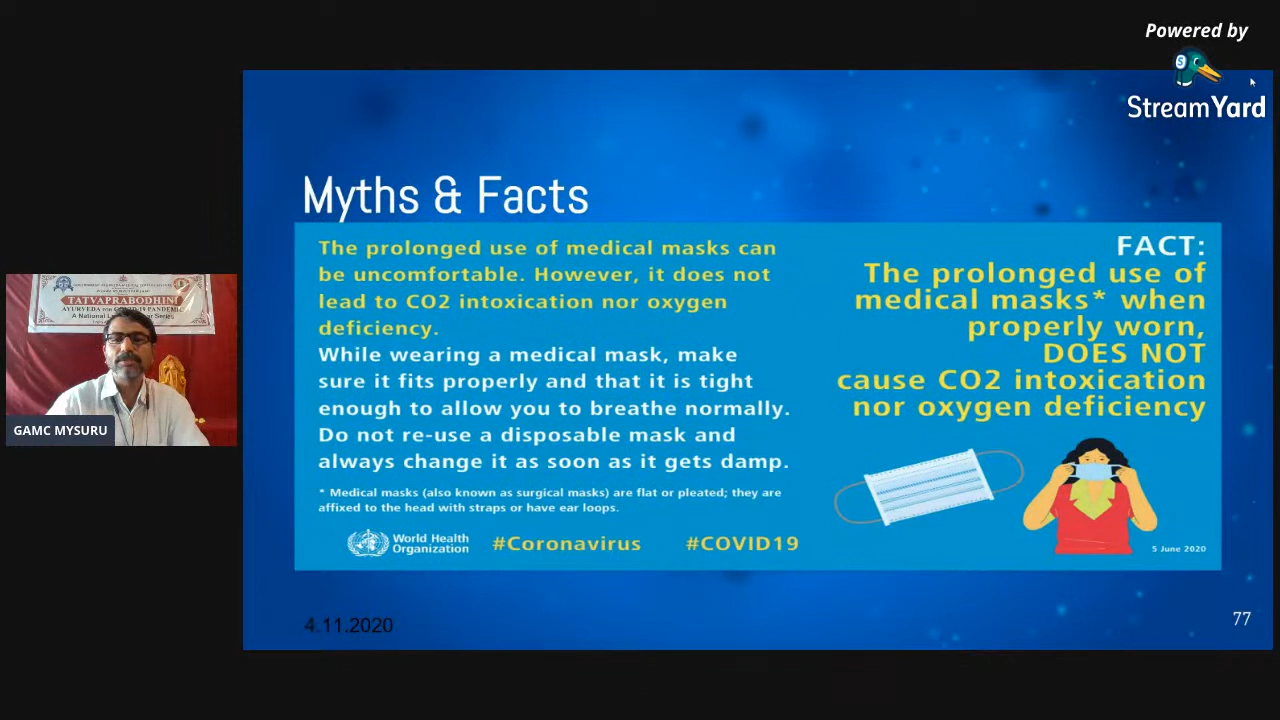 Powered by
StreamYard
Myths & Facts
The prolonged use of medical masks can
be uncomfortable. However, it does not
lead to CO2 intoxication nor oxygen
deficiency.
While wearing a medical mask, make
sure it fits properly and that it is tight
enough to allow you to breathe normally.
Do not re-use a disposable mask and
always change it as soon as it gets damp.
* Medical masks (also known as surgical masks) are flat or pleated; they are
affixed to the head with straps or have ear loops.
World Health
Organization
#Coronavirus #COVID19
FACT:
The prolonged use of
medical masks* when
properly worn,
DOES NOT
cause CO2 intoxication
nor oxygen deficiency
5 June 2020
4.11.2020
77
TATVAPRABODHINI
AYURVEDA COVID-19 PANDEMIC
A National Series
GAMC MYSURU